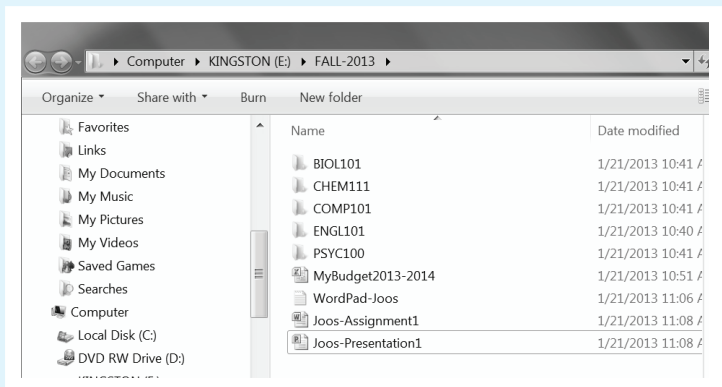 Computer KINGSTON (E:) FALL-2013
Organize Share with Burn New folder
Favorites
Links
My Documents
My Music
My Pictures
My Videos
Saved Games
Searches
Computer
Local Disk (C:)
DVD RW Drive (D:)
KINGSTON (E:)
Name Date modified
BIOL101 1/21/2013 10:41 A
CHEM111 1/21/2013 10:41 A
COMP101 1/21/2013 10:41 A
ENGL101 1/21/2013 10:40 A
PSYC100 1/21/2013 10:41 A
MyBudget2013-2014 1/21/2013 10:51 A
WordPad-Joos 1/21/2013 11:06 A
Joos-Assignment1 1/21/2013 11:08 A
Joos-Presentation1 1/21/2013 11:08 A